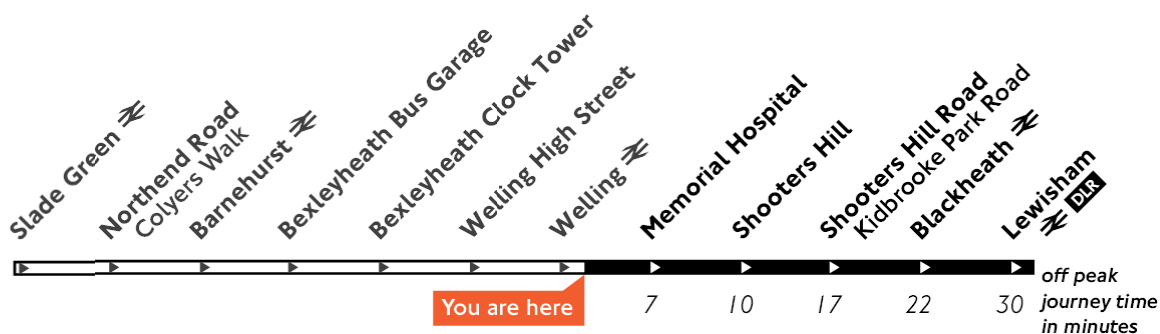 Slade Green
Northend Road
Colyers Walk
Barnehurst
Bexleyheath Bus Garage
Bexleyheath Clock Tower
Welling High Street
Welling
Memorial Hospital
Shooters Hill
Shooters Hill Road
Kidbrooke Park Road
Blackheath
Lewisham
DLR
You are here
7
10
17
22
30
off peak
journey time
in minutes